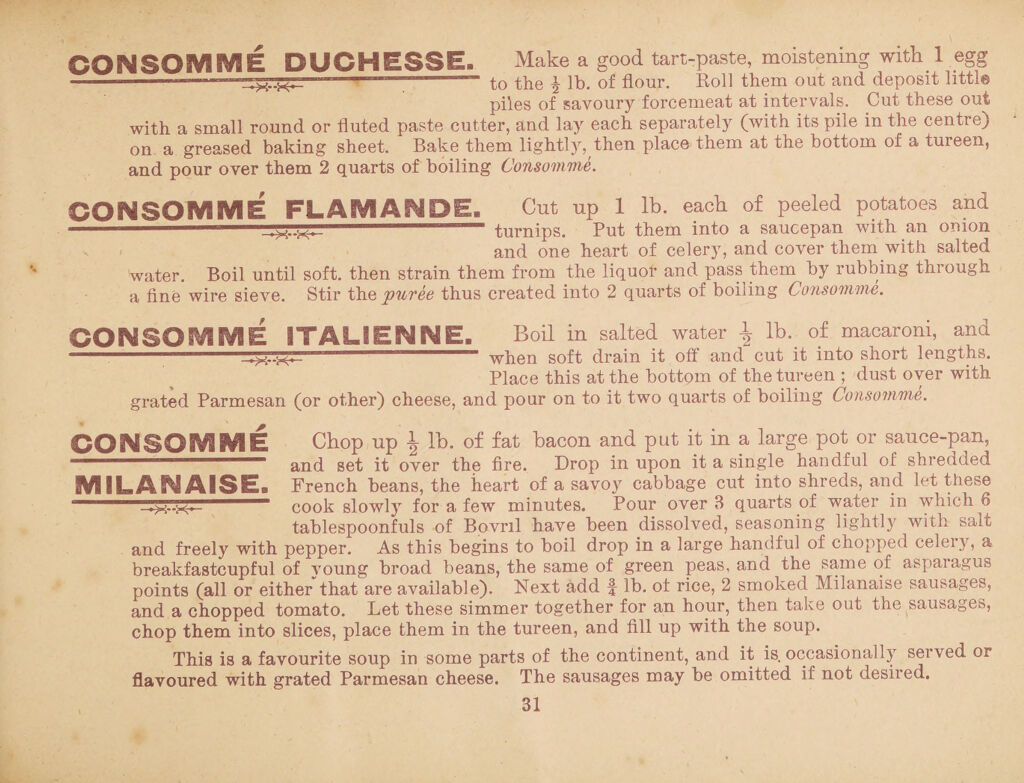 CONSOMMÉ DUCHESSE. Make a good tart-paste, moistening with 1 egg
to the ½ lb. of flour. Roll them out and deposit little
piles of savoury forcemeat at intervals. Cut these out
with a small round or fluted paste cutter, and lay each separately (with its pile in the centre)
on a greased baking sheet. Bake them lightly, then place them at the bottom of a tureen,
and pour over them 2 quarts of boiling Consommé.
CONSOMMÉ FLAMANDE. Cut up 1 lb. each of peeled potatoes and
turnips. Put them into a saucepan with an onion
and one heart of celery, and cover them with salted
water. Boil until soft. then strain them from the liquor and pass them by rubbing through
a fine wire sieve. Stir the purée thus created into 2 quarts of boiling Consommé.
CONSOMMÉ ITALIENNE. Boil in salted water ½ lb. of macaroni, and
when soft drain it off and cut it into short lengths.
Place this at the bottom of the tureen ; dust over with
grated Parmesan (or other) cheese, and pour on to it two quarts of boiling Consommé.
CONSOMMÉ MILANAISE. Chop up ½ lb. of fat bacon and put it in a large pot or sauce-pan,
and set it over the fire. Drop in upon it a single handful of shredded
French beans, the heart of a savoy cabbage cut into shreds, and let these
cook slowly for a few minutes. Pour over 3 quarts of water in which 6
tablespoonfuls of Bovril have been dissolved, seasoning lightly with salt
and freely with pepper. As this begins to boil drop in a large handful of chopped celery, a
breakfastcupful of young broad beans, the same of green peas, and the same of asparagus
points (all or either that are available). Next add ¾ lb. of rice, 2 smoked Milanaise sausages,
and a chopped tomato. Let these simmer together for an hour, then take out the sausages,
chop them into slices, place them in the tureen, and fill up with the soup.
This is a favourite soup in some parts of the continent, and it is occasionally served or
flavoured with grated Parmesan cheese. The sausages may be omitted if not desired.
31